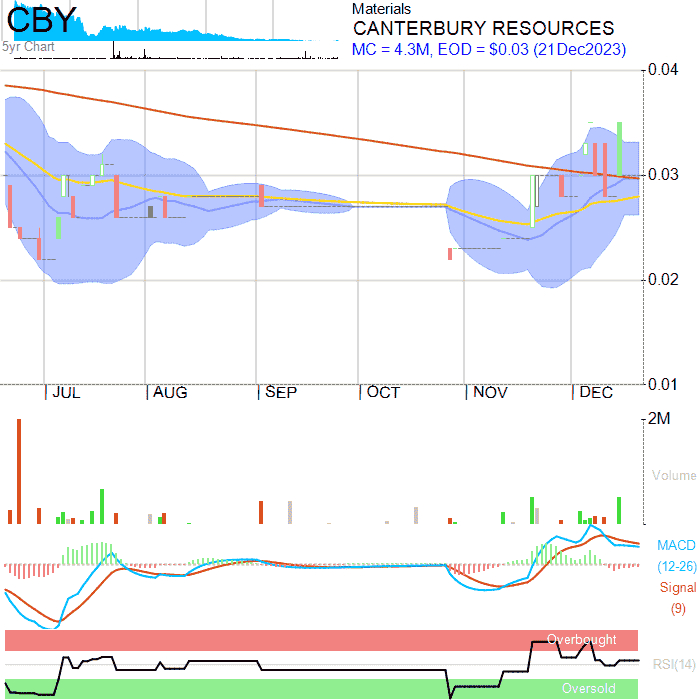 CBY
5yr Chart
Materials
CANTERBURY RESOURCES
MC = 4.3M, EOD = $0.03 (21Dec2023)
0.04
0.03
0.02
0.01
JUL AUG SEP OCT NOV DEC
2M
Volume
MACD
(12-26)
Signal
(9)
Overbought
RSI(14)
Oversold